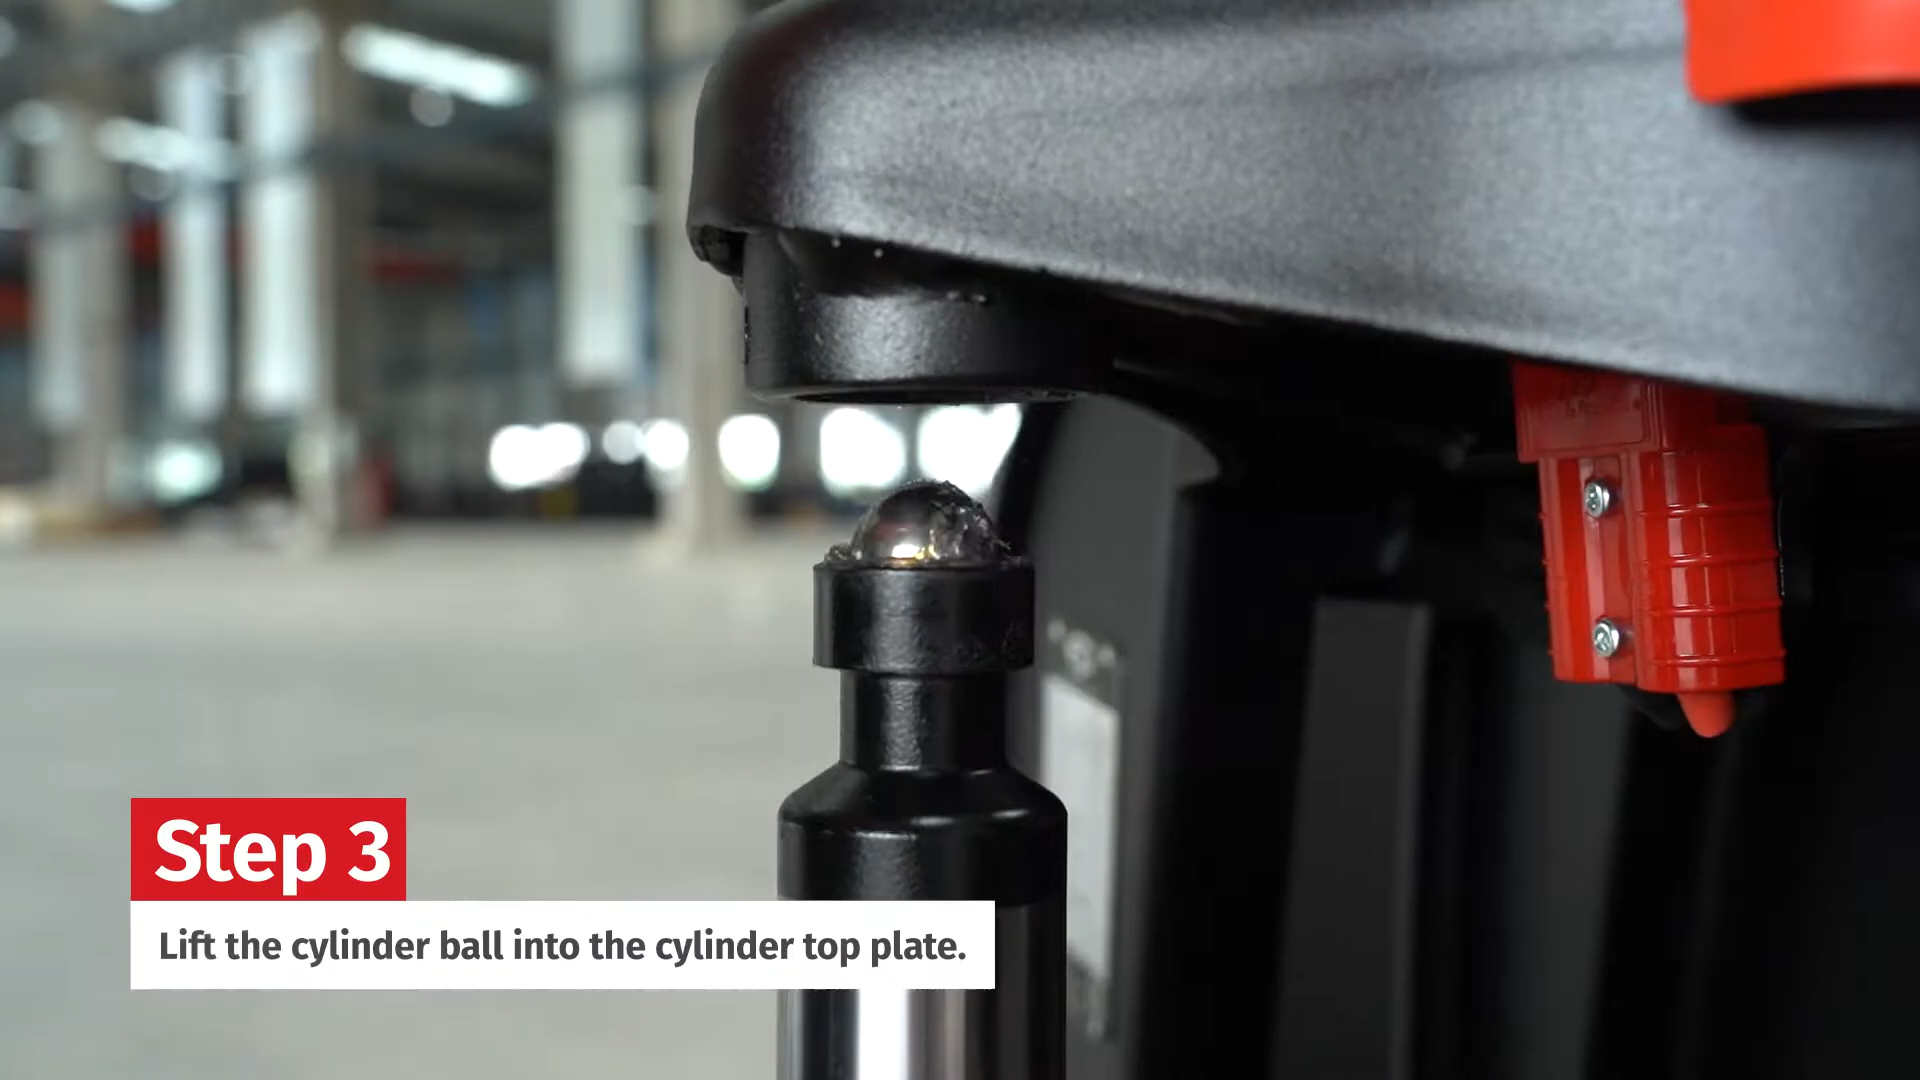 Step 3
Lift the cylinder ball into the cylinder top plate.